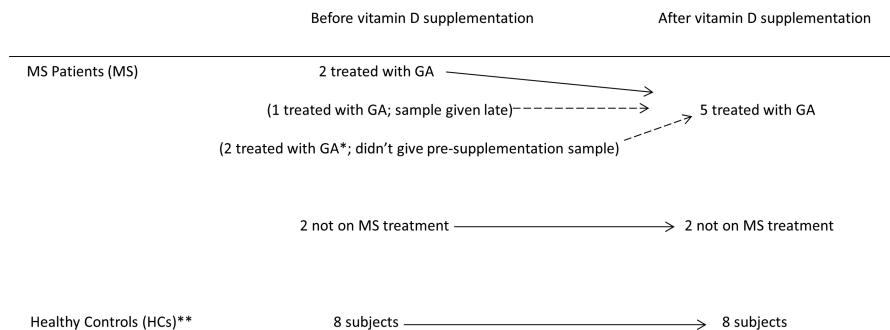 Before vitamin D supplementation After vitamin D supplementation
MS Patients (MS) 2 treated with GA
(1 treated with GA; sample given late) 5 treated with GA
(2 treated with GA*; didn’t give pre-supplementation sample)
2 not on MS treatment 2 not on MS treatment
Healthy Controls (HCs)** 8 subjects 8 subjects